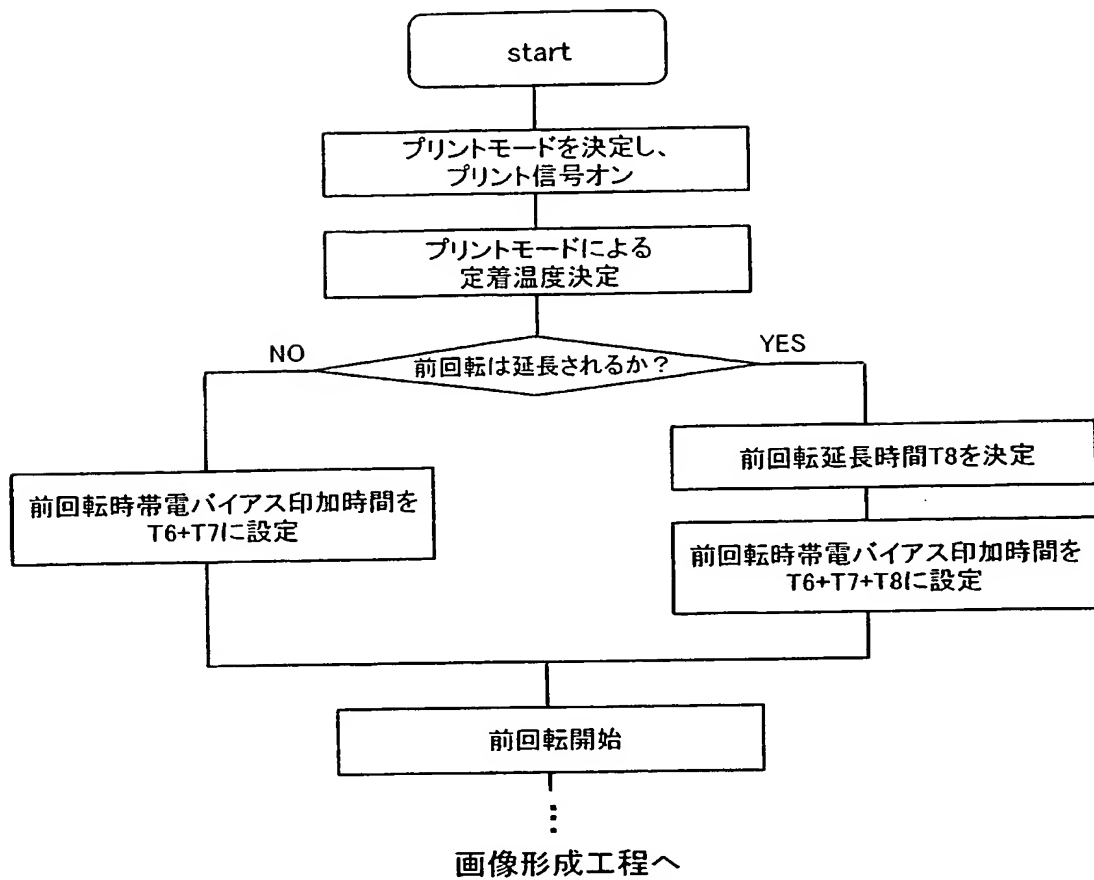 start
プリントモードを決定し、
プリント信号オン
プリントモードによる
定着温度決定
前回転は延長されるか？
NO
YES
前回転時帯電バイアス印加時間を
T6+T7に設定
前回転延長時間T8を決定
前回転時帯電バイアス印加時間を
T6+T7+T8に設定
前回転開始
画像形成工程へ